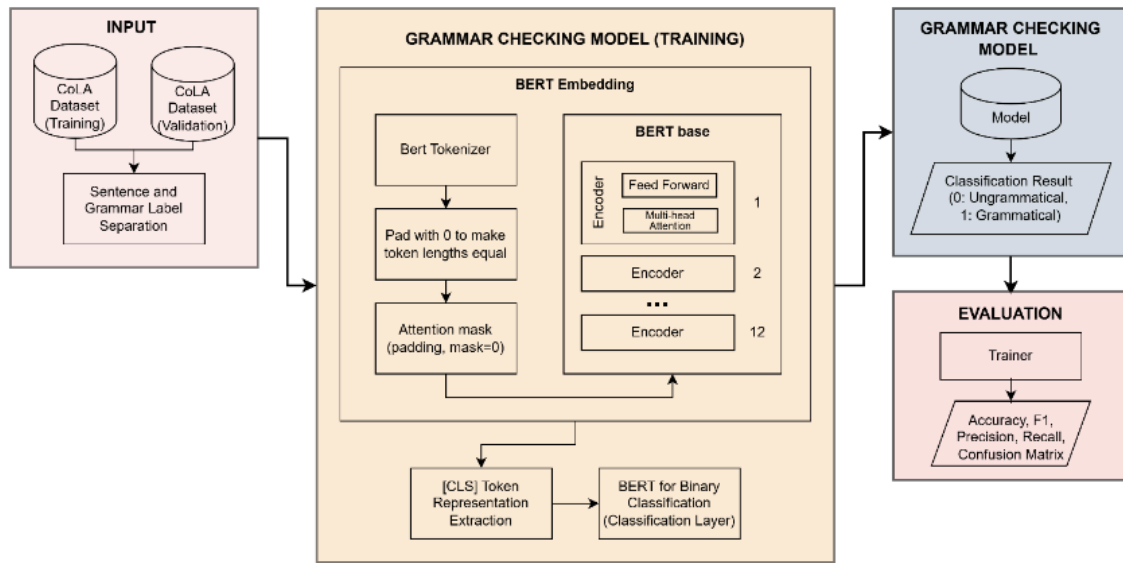 INPUT
CoLA
Dataset
(Training)
CoLA
Dataset
(Validation)
Sentence and
Grammar Label
Separation
GRAMMAR CHECKING MODEL (TRAINING)
BERT Embedding
Bert Tokenizer
Pad with 0 to make
token lengths equal
Attention mask
(padding, mask=0)
BERT base
Encoder
Feed Forward
Multi-head
Attention
1
Encoder
2
...
Encoder
12
[CLS] Token
Representation
Extraction
BERT for Binary
Classification
(Classification Layer)
GRAMMAR CHECKING
MODEL
Model
Classification Result
(0: Ungrammatical,
1: Grammatical)
EVALUATION
Trainer
Accuracy, F1,
Precision, Recall,
Confusion Matrix